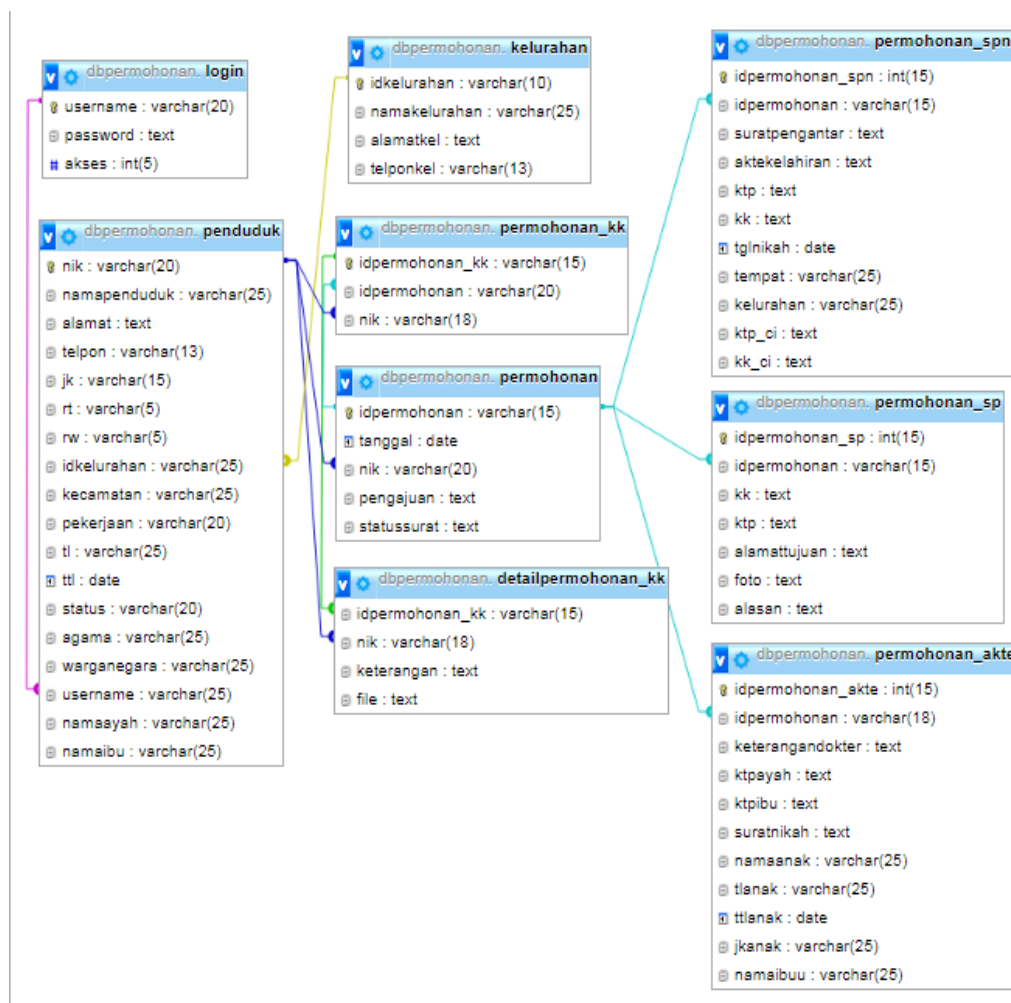 dbpermohonan. login
username : varchar(20)
password : text
akses : int(5)
dbpermohonan. penduduk
nik : varchar(20)
namapenduduk : varchar(25)
alamat : text
telpon : varchar(13)
jk : varchar(15)
rt : varchar(5)
rw : varchar(5)
idkelurahan : varchar(25)
kecamatan : varchar(25)
pekerjaan : varchar(20)
tl : varchar(25)
ttl : date
status : varchar(20)
agama : varchar(25)
warganegara : varchar(25)
username : varchar(25)
namaayah : varchar(25)
namaibu : varchar(25)
dbpermohonan. kelurahan
idkelurahan : varchar(10)
namakelurahan : varchar(25)
alamatkel : text
telponkel : varchar(13)
dbpermohonan. permohonan_kk
idpermohonan_kk : varchar(15)
idpermohonan : varchar(20)
nik : varchar(18)
dbpermohonan. permohonan
idpermohonan : varchar(15)
tanggal : date
nik : varchar(20)
pengajuan : text
statussurat : text
dbpermohonan. detailpermohonan_kk
idpermohonan_kk : varchar(15)
nik : varchar(18)
keterangan : text
file : text
dbpermohonan. permohonan_spn
idpermohonan_spn : int(15)
idpermohonan : varchar(15)
suratpengantar : text
aktekelahiran : text
ktp : text
kk : text
tglnikah : date
tempat : varchar(25)
kelurahan : varchar(25)
ktp_ci : text
kk_ci : text
dbpermohonan. permohonan_sp
idpermohonan_sp : int(15)
idpermohonan : varchar(15)
kk : text
ktp : text
alamattujuan : text
foto : text
alasan : text
dbpermohonan. permohonan_akte
idpermohonan_akte : int(15)
idpermohonan : varchar(18)
keterangandokter : text
ktpayah : text
ktpibu : text
suratnikah : text
namaanak : varchar(25)
tlanak : varchar(25)
ttlanak : date
jkanak : varchar(25)
namaibuu : varchar(25)